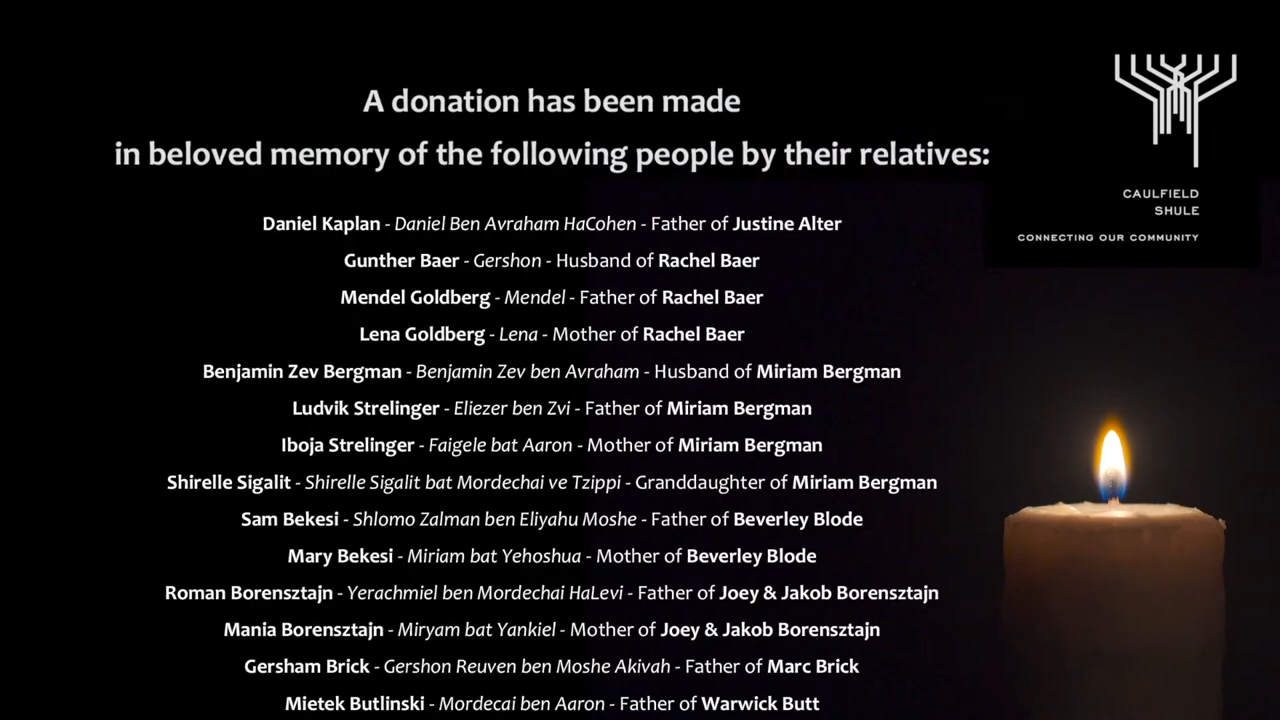 A donation has been made
in beloved memory of the following people by their relatives:
CAULFIELD
SHULE
CONNECTING OUR COMMUNITY
Daniel Kaplan - Daniel Ben Avraham HaCohen - Father of Justine Alter
Gunther Baer - Gershon - Husband of Rachel Baer
Mendel Goldberg - Mendel - Father of Rachel Baer
Lena Goldberg - Lena - Mother of Rachel Baer
Benjamin Zev Bergman - Benjamin Zev ben Avraham - Husband of Miriam Bergman
Ludvik Strelinger - Eliezer ben Zvi - Father of Miriam Bergman
Iboja Strelinger - Faigele bat Aaron - Mother of Miriam Bergman
Shirelle Sigalit - Shirelle Sigalit bat Mordechai ve Tzippi - Granddaughter of Miriam Bergman
Sam Bekesi - Shlomo Zalman ben Eliyahu Moshe - Father of Beverley Blode
Mary Bekesi - Miriam bat Yehoshua - Mother of Beverley Blode
Roman Borensztajn - Yerachmiel ben Mordechai HaLevi - Father of Joey & Jakob Borensztajn
Mania Borensztajn - Miryam bat Yankiel - Mother of Joey & Jakob Borensztajn
Gersham Brick - Gershon Reuven ben Moshe Akivah - Father of Marc Brick
Mietek Butlinski - Mordecai ben Aaron - Father of Warwick Butt